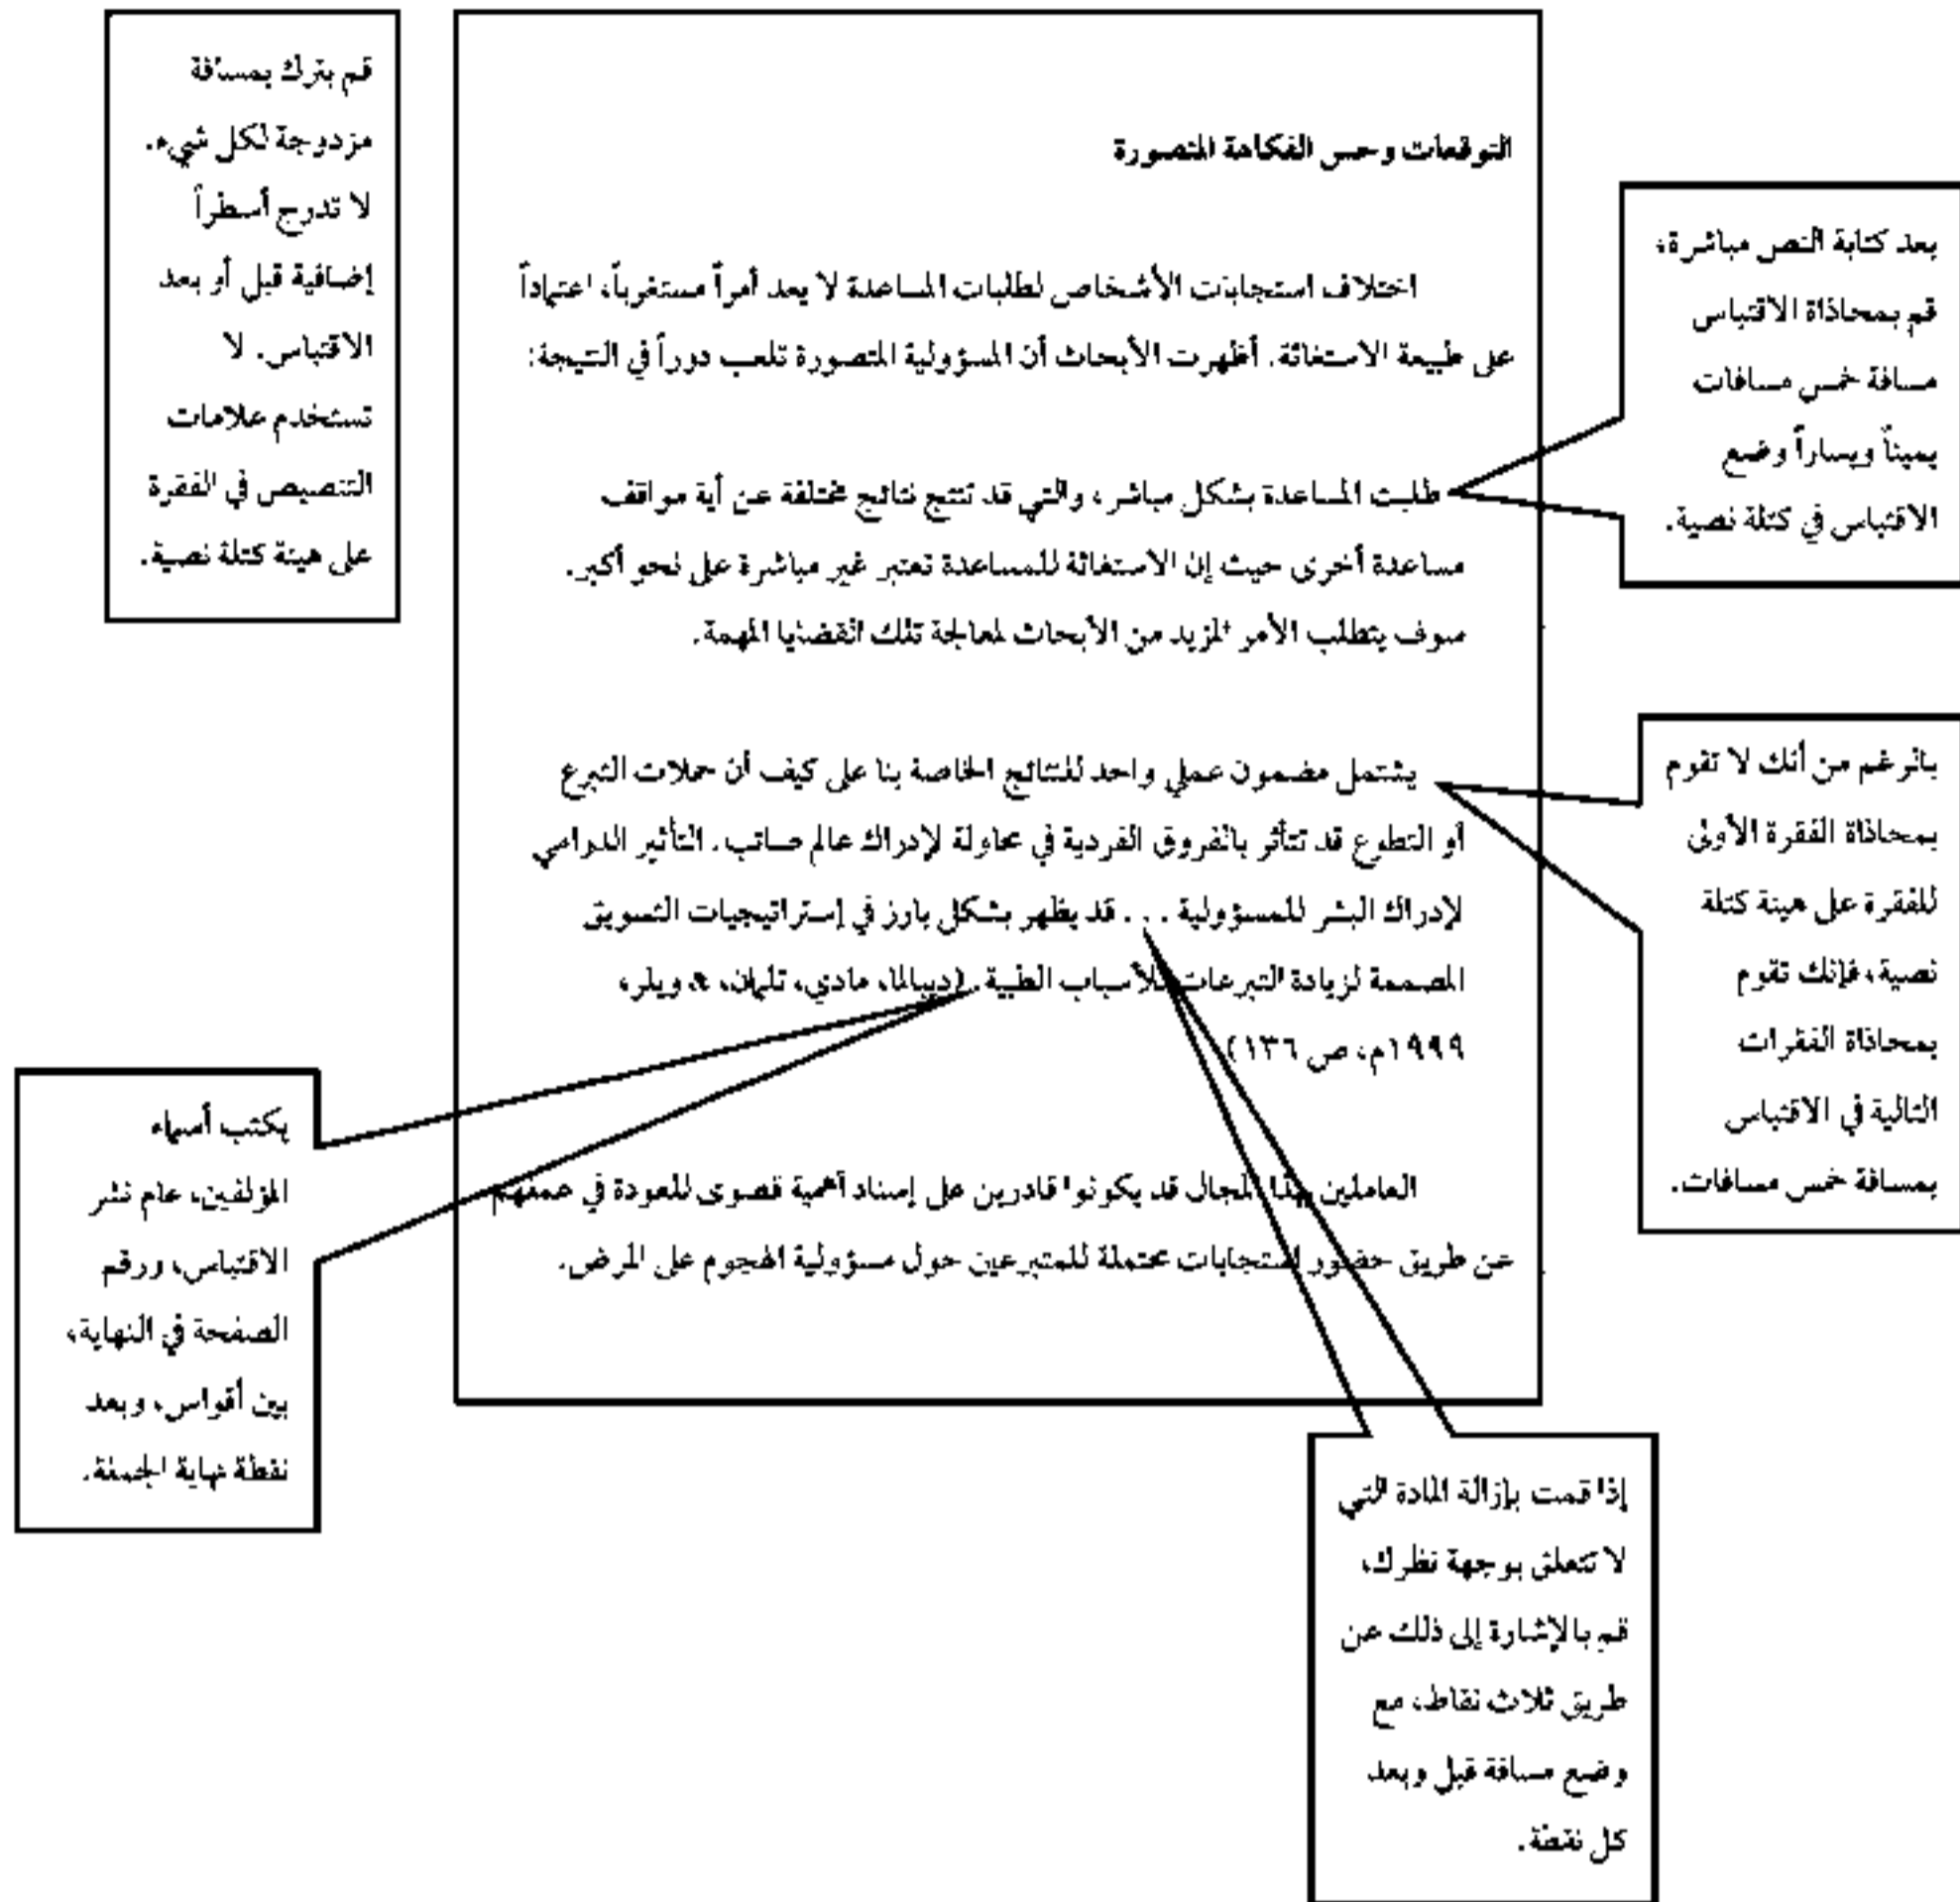 التوقعات وحس الفكاهة المتصورة
اختلاف استجابات الأشخاص لطلبات المساعدة لا يعد أمراً مستغرباً، اعتماداً
على طبيعة الاستغاثة. أظهرت الأبحاث أن المسؤولية المتصورة تلعب دوراً في النتيجة:
طلبت المساعدة بشكل مباشر، والتي قد تنتج نتائج مختلفة عن أية مواقف
مساعدة أخرى حيث إن الاستغاثة للمساعدة تعتبر غير مباشرة على نحو أكبر.
سوف يتطلب الأمر المزيد من الأبحاث لمعالجة تلك القضايا المهمة.
يشتمل مضمون عملي واحد للنتائج الخاصة بنا على كيف أن حملات التبرع
أو التطوع قد تتأثر بالفروق الفردية في محاولة لإدراك عالم صائب. التأثير الدرامي
لإدراك البشر للمسؤولية . . . قد يظهر بشكل بارز في إستراتيجيات التسويق
المصممة لزيادة التبرعات للأسباب الطبية. (ديبالما، مادي، تلمان، & ويلر،
١٩٩٩م، ص ١٣٦)
العاملين بهذا المجال قد يكونوا قادرين على إسناد أهمية قصوى للعودة في عملهم
عن طريق حضور استجابات محتملة للمتبرعين حول مسؤولية الهجوم على المرض.
قم بترك بمسافة
مزدوجة لكل شيء.
لا تدرج أسطراً
إضافية قبل أو بعد
الاقتباس. لا
تستخدم علامات
التنصيص في الفقرة
على هيئة كتلة نصية.
بعد كتابة النص مباشرة،
قم بمحاذاة الاقتباس
مسافة خمس مسافات
يميناً ويساراً وضع
الاقتباس في كتلة نصية.
بالرغم من أنك لا تقوم
بمحاذاة الفقرة الأولى
للفقرة على هيئة كتلة
نصية، فإنك تقوم
بمحاذاة الفقرات
التالية في الاقتباس
بمسافة خمس مسافات.
يكتب أسماء
المؤلفين، عام نشر
الاقتباس، ورقم
الصفحة في النهاية،
بين أقواس، وبعد
نقطة نهاية الجملة.
إذا قمت بإزالة المادة التي
لا تتعلق بوجهة نظرك،
قم بالإشارة إلى ذلك عن
طريق ثلاث نقاط، مع
وضع مسافة قبل وبعد
كل نقطة.